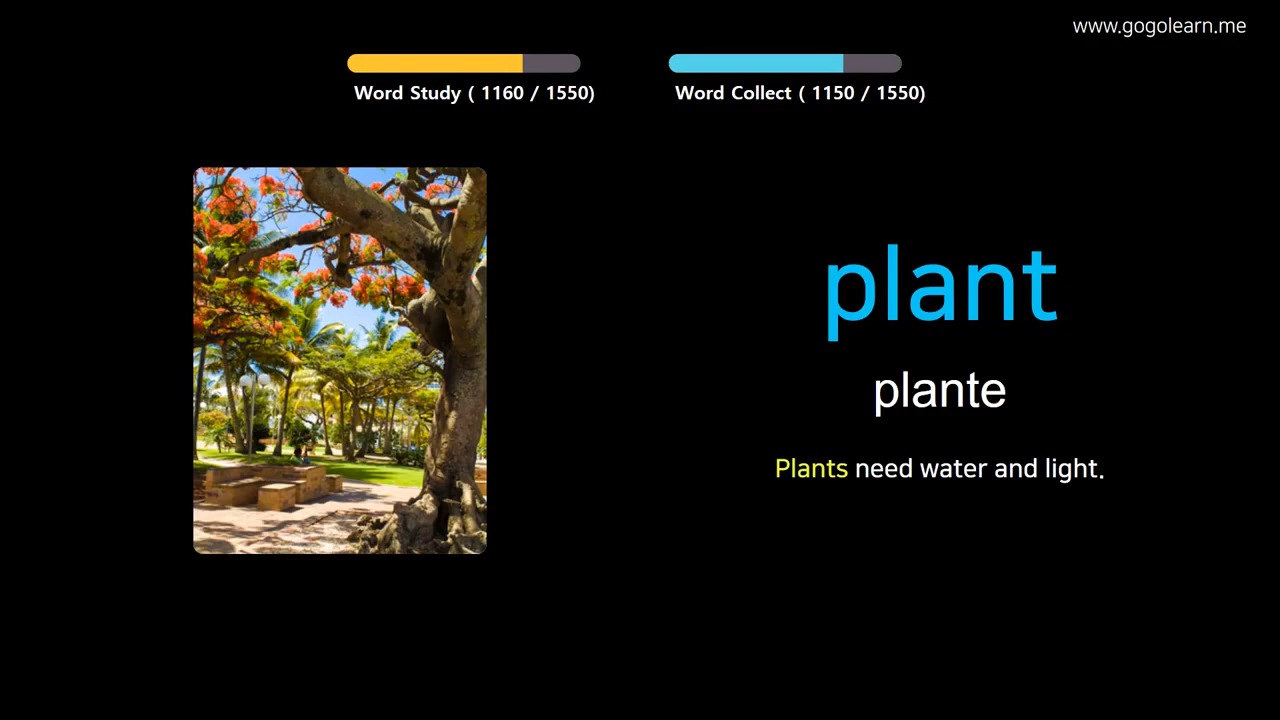 www.gogolearn.me
Word Study ( 1160 / 1550)
Word Collect ( 1150 / 1550)
plant
plante
Plants need water and light.